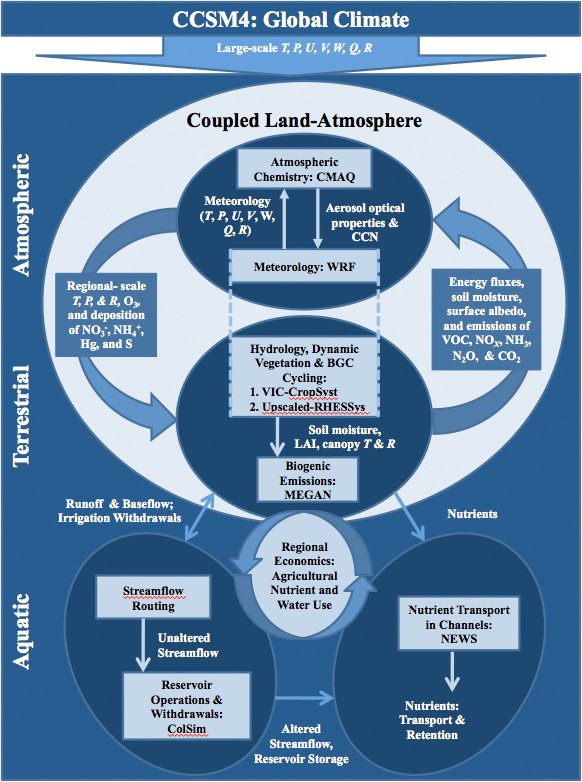 CCSM4: Global Climate
Large-scale T, P, U, V, W, Q, R
Coupled Land-Atmosphere
Atmospheric
Atmospheric
Chemistry: CMAQ
Meteorology
(T, P, U, V, W,
Q, R)
Aerosol optical
properties &
CCN
Meteorology: WRF
Regional- scale
T, P, & R, O₃,
and deposition
of NO₃⁻, NH₄⁺,
Hg, and S
Energy fluxes,
soil moisture,
surface albedo,
and emissions of
VOC, NOₓ, NH₃,
N₂O, & CO₂
Terrestrial
Hydrology, Dynamic
Vegetation & BGC
Cycling:
1. VIC-CropSyst
2. Upscaled-RHESSys
Soil moisture,
LAI, canopy T & R
Biogenic
Emissions:
MEGAN
Runoff & Baseflow;
Irrigation Withdrawals
Nutrients
Regional
Economics:
Agricultural
Nutrient and
Water Use
Aquatic
Streamflow
Routing
Unaltered
Streamflow
Reservoir
Operations &
Withdrawals:
ColSim
Nutrient Transport
in Channels:
NEWS
Nutrients:
Transport &
Retention
Altered
Streamflow,
Reservoir Storage